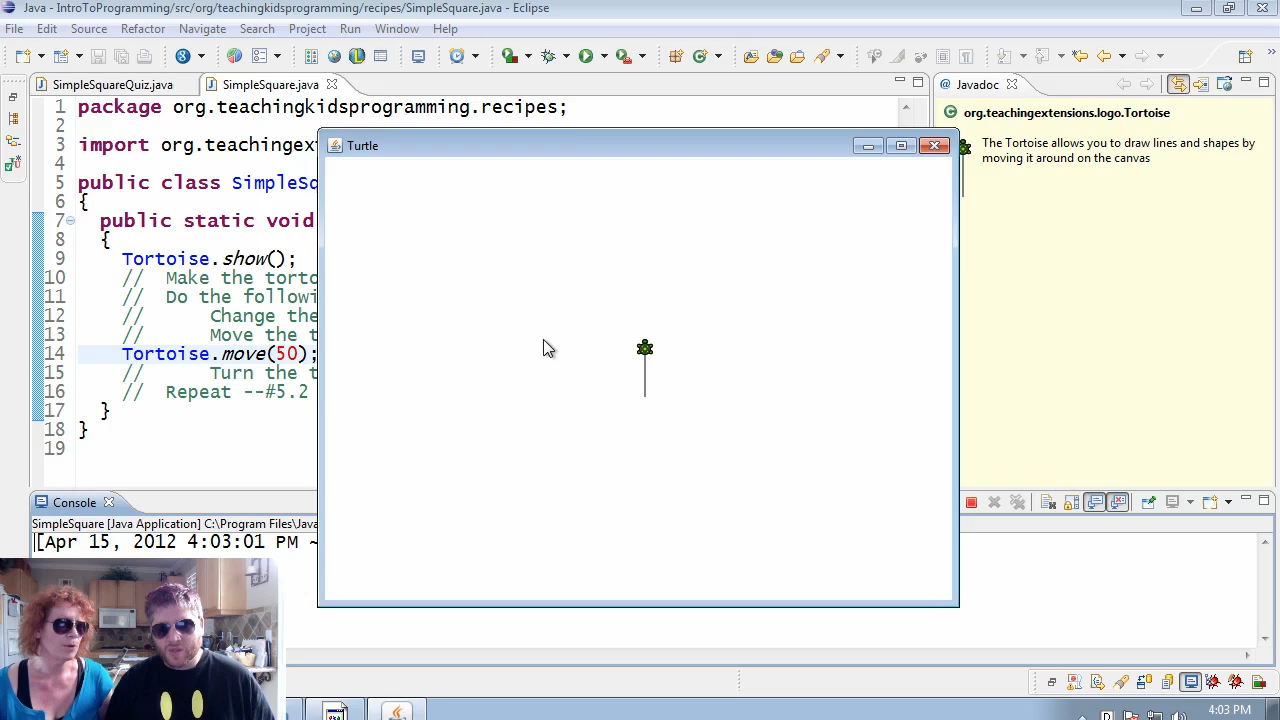 Java - IntroToProgramming/src/org/teachingkidsprogramming/recipes/SimpleSquare.java - Eclipse
File Edit Source Refactor Navigate Search Project Run Window Help
SimpleSquareQuiz.java SimpleSquare.java
@ Javadoc
1 package org.teachingkidsprogramming.recipes;
2
3 import org.teachingext
4
5 public class SimpleSq
6 {
7 public static void
8 {
9 Tortoise.show();
10 // Make the torto
11 // Do the followi
12 // Change the
13 // Move the t
14 Tortoise.move(50);
15 // Turn the t
16 // Repeat --#5.2
17 }
18 }
19
Turtle
org.teachingextensions.logo.Tortoise
The Tortoise allows you to draw lines and shapes by
moving it around on the canvas
Console
SimpleSquare [Java Application] C:\Program Files\Java
[Apr 15, 2012 4:03:01 PM ~
4:03 PM